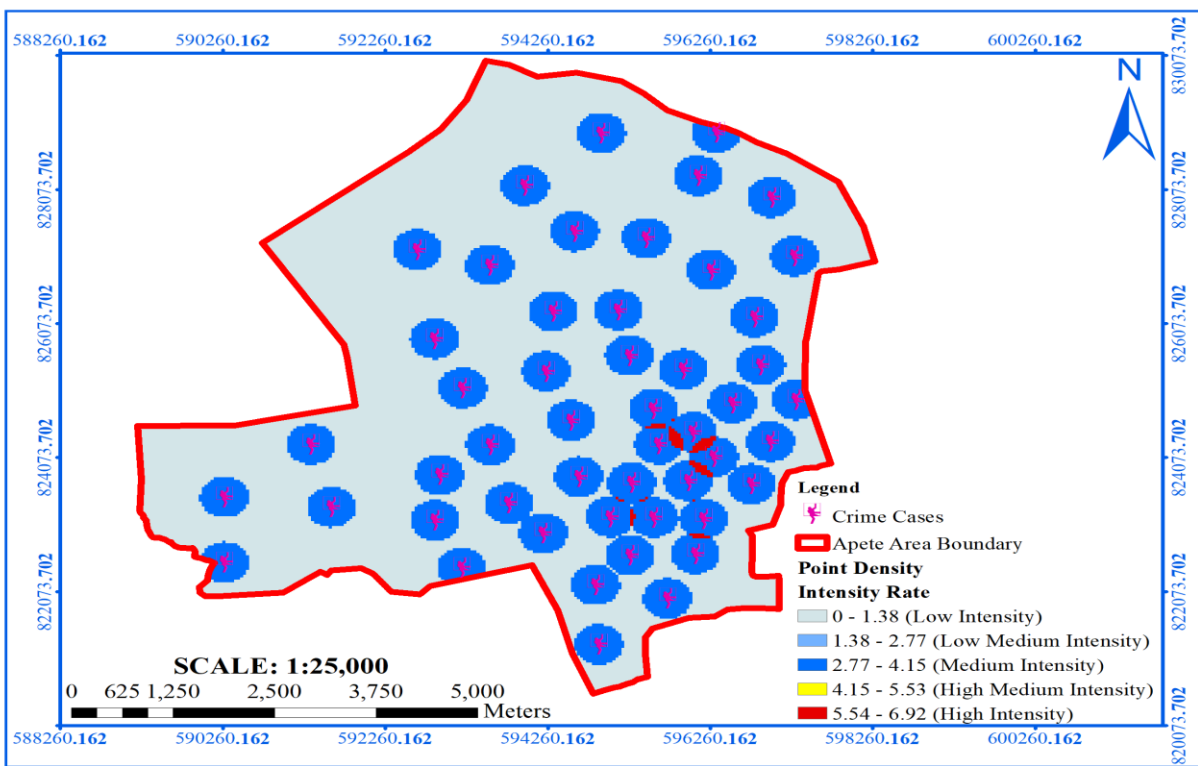 588260.162 590260.162 592260.162 594260.162 596260.162 598260.162 600260.162
830073.702
828073.702
826073.702
824073.702
822073.702
820073.702
N
830073.702
828073.702
826073.702
824073.702
822073.702
820073.702
Legend
Crime Cases
Apete Area Boundary
Point Density
Intensity Rate
0 - 1.38 (Low Intensity)
1.38 - 2.77 (Low Medium Intensity)
2.77 - 4.15 (Medium Intensity)
4.15 - 5.53 (High Medium Intensity)
5.54 - 6.92 (High Intensity)
SCALE: 1:25,000
0 625 1,250 2,500 3,750 5,000
Meters
588260.162 590260.162 592260.162 594260.162 596260.162 598260.162 600260.162